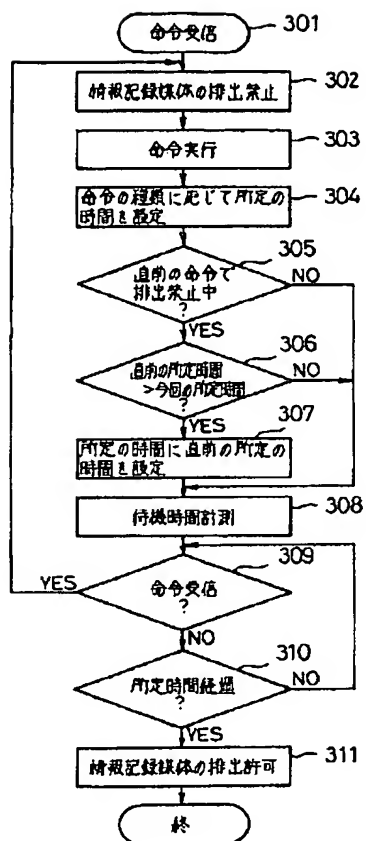 命令受信
301
情報記録媒体の排出禁止
302
命令実行
303
命令の種類に応じて所定の
時間を設定
304
直前の命令で
排出禁止中
?
305
NO
YES
直前の所定時間
>今回の所定時間
?
306
NO
YES
307
所定の時間に直前の所定の
時間を設定
待機時間計測
308
命令受信
?
309
YES
NO
所定時間経過
?
310
NO
YES
情報記録媒体の排出許可
311
終